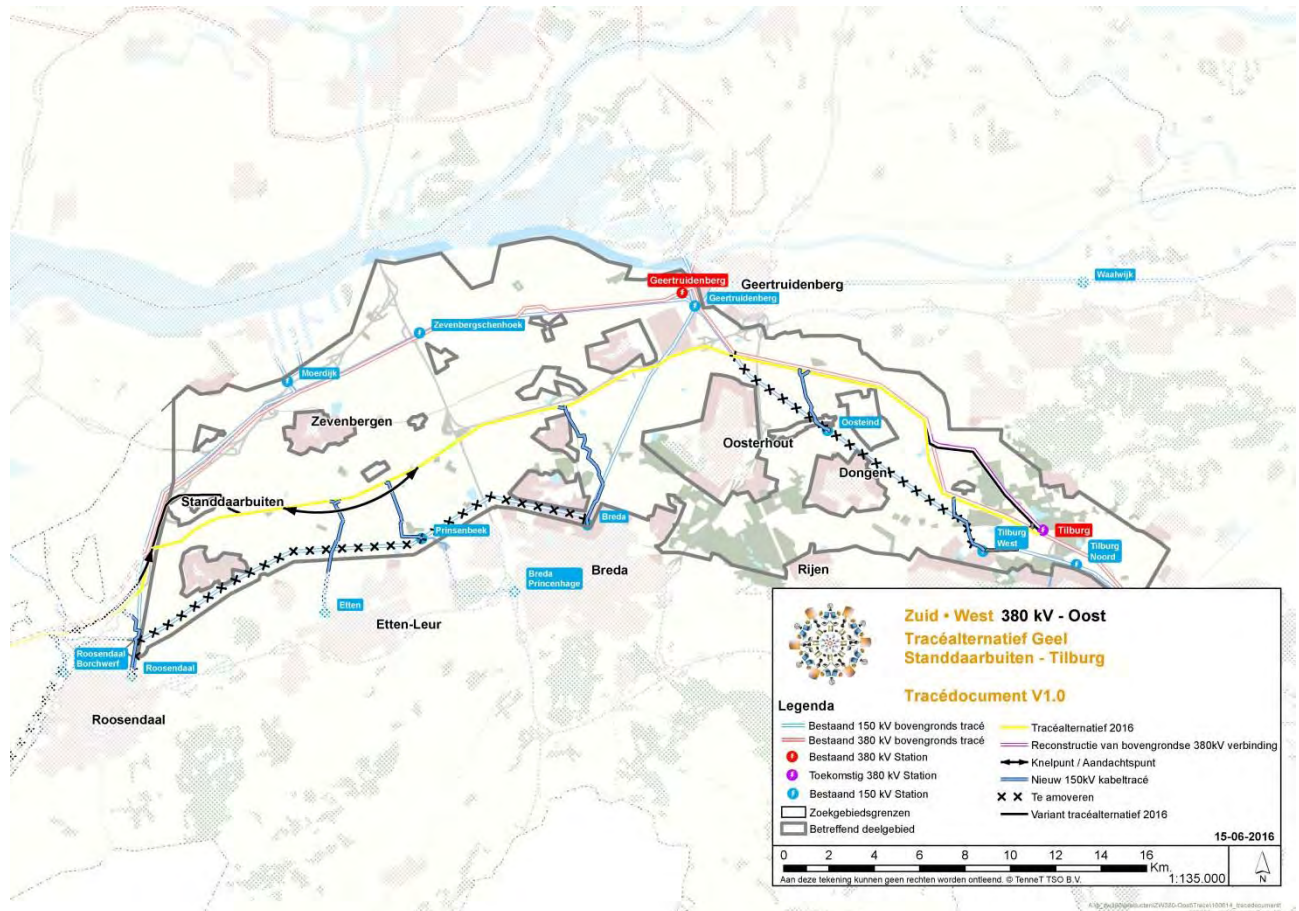 Waalwijk
Geertruidenberg
Geertruidenberg
Geertruidenberg
Zevenbergschenhoek
Moerdijk
Zevenbergen
Oosteind
Oosterhout
Dongen
Standdaarbuiten
Breda
Tilburg
Prinsenbeek
Tilburg
West
Tilburg
Noord
Breda
Rijen
Breda
Princenhage
Etten
Etten-Leur
Roosendaal
Borchwerf
Roosendaal
Roosendaal
Zuid • West 380 kV - Oost
Tracéalternatief Geel
Standdaarbuiten - Tilburg
Tracédocument V1.0
Legenda
Bestaand 150 kV bovengronds tracé
Bestaand 380 kV bovengronds tracé
Bestaand 380 kV Station
Toekomstig 380 kV Station
Bestaand 150 kV Station
Zoekgebiedsgrenzen
Betreffend deelgebied
Tracéalternatief 2016
Reconstructie van bovengrondse 380kV verbinding
Knelpunt / Aandachtspunt
Nieuw 150kV kabeltracé
Te amoveren
Variant tracéalternatief 2016
15-06-2016
0 2 4 6 8 10 12 14 16
Km.
1:135.000
N
Aan deze tekening kunnen geen rechten worden ontleend. © TenneT TSO B.V.